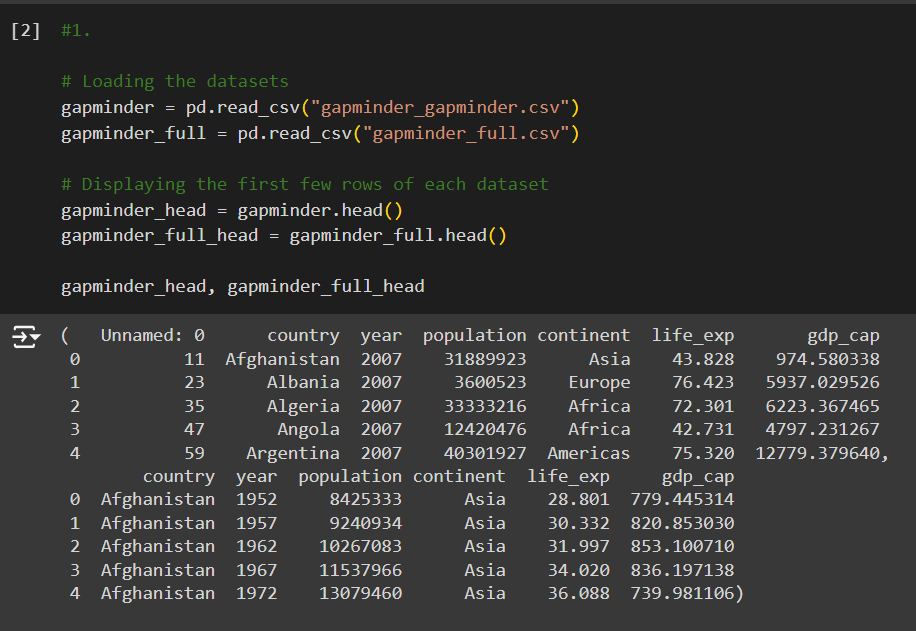 [2] #1.
# Loading the datasets
gapminder = pd.read_csv("gapminder_gapminder.csv")
gapminder_full = pd.read_csv("gapminder_full.csv")
# Displaying the first few rows of each dataset
gapminder_head = gapminder.head()
gapminder_full_head = gapminder_full.head()
gapminder_head, gapminder_full_head
(   Unnamed: 0      country  year  population continent  life_exp       gdp_cap
0          11  Afghanistan  2007    31889923      Asia    43.828    974.580338
1          23      Albania  2007     3600523    Europe    76.423   5937.029526
2          35      Algeria  2007    33333216    Africa    72.301   6223.367465
3          47       Angola  2007    12420476    Africa    42.731   4797.231267
4          59    Argentina  2007    40301927  Americas    75.320  12779.379640,
country  year  population continent  life_exp     gdp_cap
0  Afghanistan  1952     8425333      Asia    28.801  779.445314
1  Afghanistan  1957     9240934      Asia    30.332  820.853030
2  Afghanistan  1962    10267083      Asia    31.997  853.100710
3  Afghanistan  1967    11537966      Asia    34.020  836.197138
4  Afghanistan  1972    13079460      Asia    36.088  739.981106)